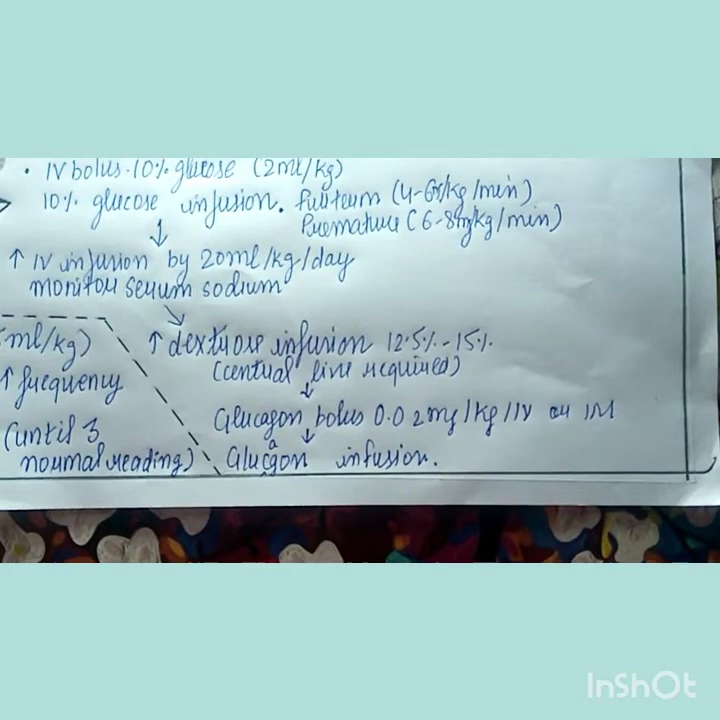 • IV bolus 10% glucose (2ml/kg)
10% glucose infusion. Fullterm (4-6 /kg/min)
Premature (6-8mg/kg/min)
↑ IV infusion by 20ml/kg/day
monitor serum sodium
ml/kg)
↑ frequency
(until 3
normal reading)
↑ dextrose infusion 12.5%-15%
(central line required)
Glucagon bolus 0.02mg/kg/IV or IM
Glucagon infusion.
InShOt